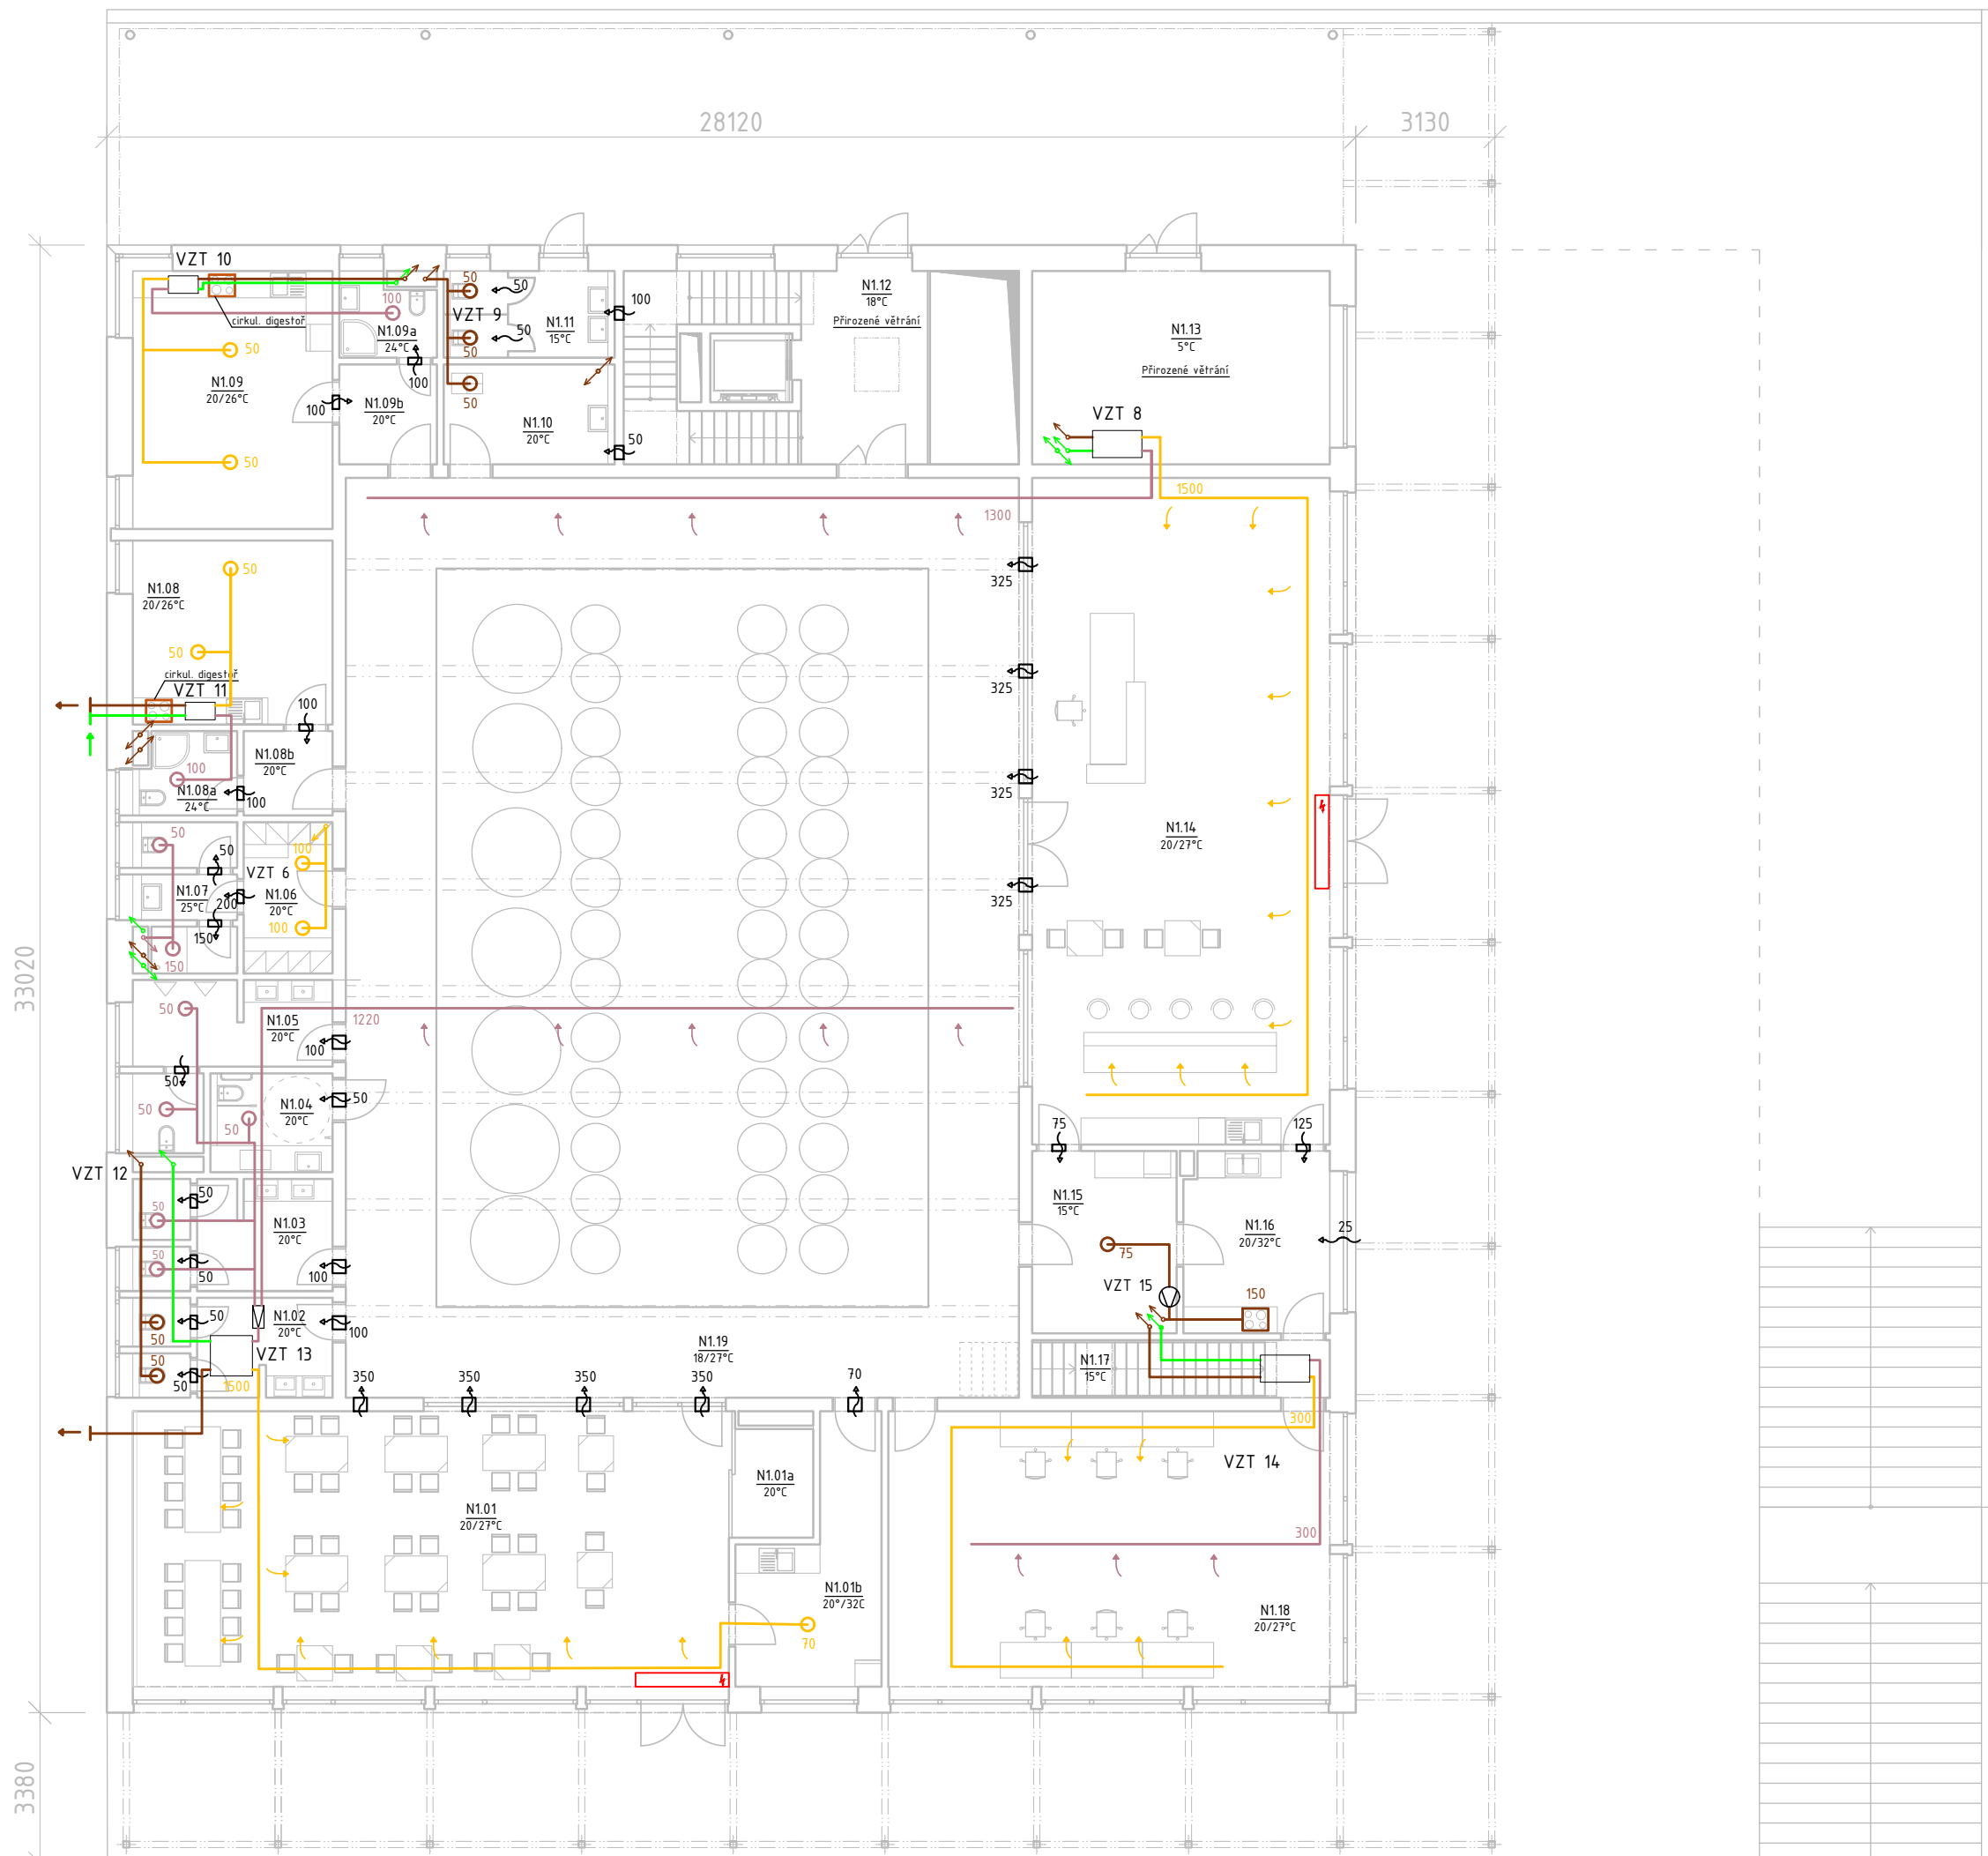 28120
3130
VZT 10
cirkul. digestoř
100
N1.09a
24°C
100
50
N1.09
20/26°C
100
N1.09b
20°C
50
50
50
VZT 9
50
50
50
N1.11
15°C
100
50
N1.10
20°C
50
N1.12
18°C
Přirozené větrání
N1.13
5°C
Přirozené větrání
VZT 8
1500
1300
50
N1.08
20/26°C
50
cirkul. digestoř
VZT 11
100
N1.08b
20°C
100
N1.08a
24°C
100
325
325
325
325
N1.14
20/27°C
50
50
100
VZT 6
N1.07
25°C
200
N1.06
20°C
100
150
150
33020
50
N1.05
20°C
100
1220
50
50
50
N1.04
20°C
50
VZT 12
50
50
N1.03
20°C
50
50
100
50
50
N1.02
20°C
100
VZT 13
50
50
1500
75
125
N1.15
15°C
N1.16
20/32°C
25
75
VZT 15
150
N1.17
15°C
N1.19
18/27°C
350
350
350
350
70
300
VZT 14
N1.01a
20°C
N1.01
20/27°C
300
N1.01b
20°/32C
70
N1.18
20/27°C
3380